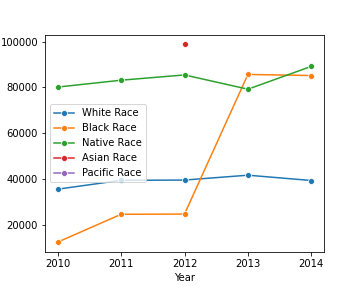 100000
80000
60000
40000
20000
White Race
Black Race
Native Race
Asian Race
Pacific Race
2010 2011 2012 2013 2014
Year